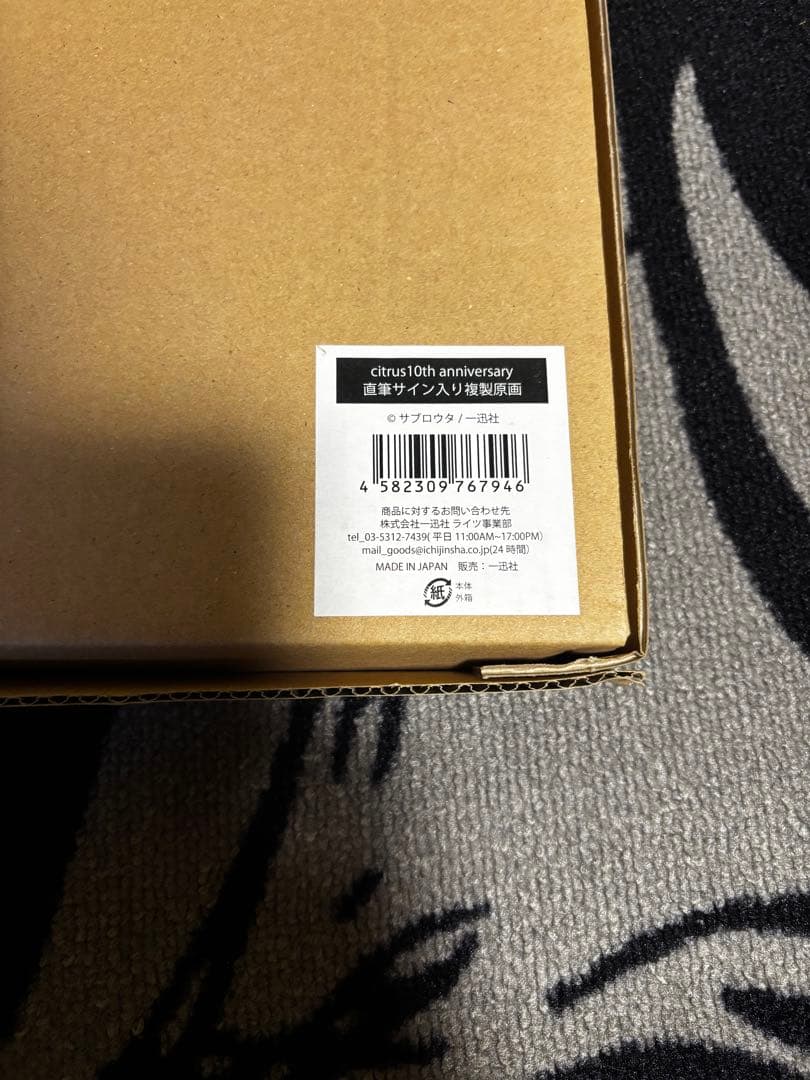 citrus10th anniversary
直筆サイン入り複製原画
© サブロウタ / 一迅社
4 582309 767946
商品に対するお問い合わせ先
株式会社一迅社 ライツ事業部
tel_03-5312-7439( 平日 11:00AM~17:00PM)
mail_goods@ichijinsha.co.jp(24 時間)
MADE IN JAPAN 販売：一迅社
紙 本体
外箱